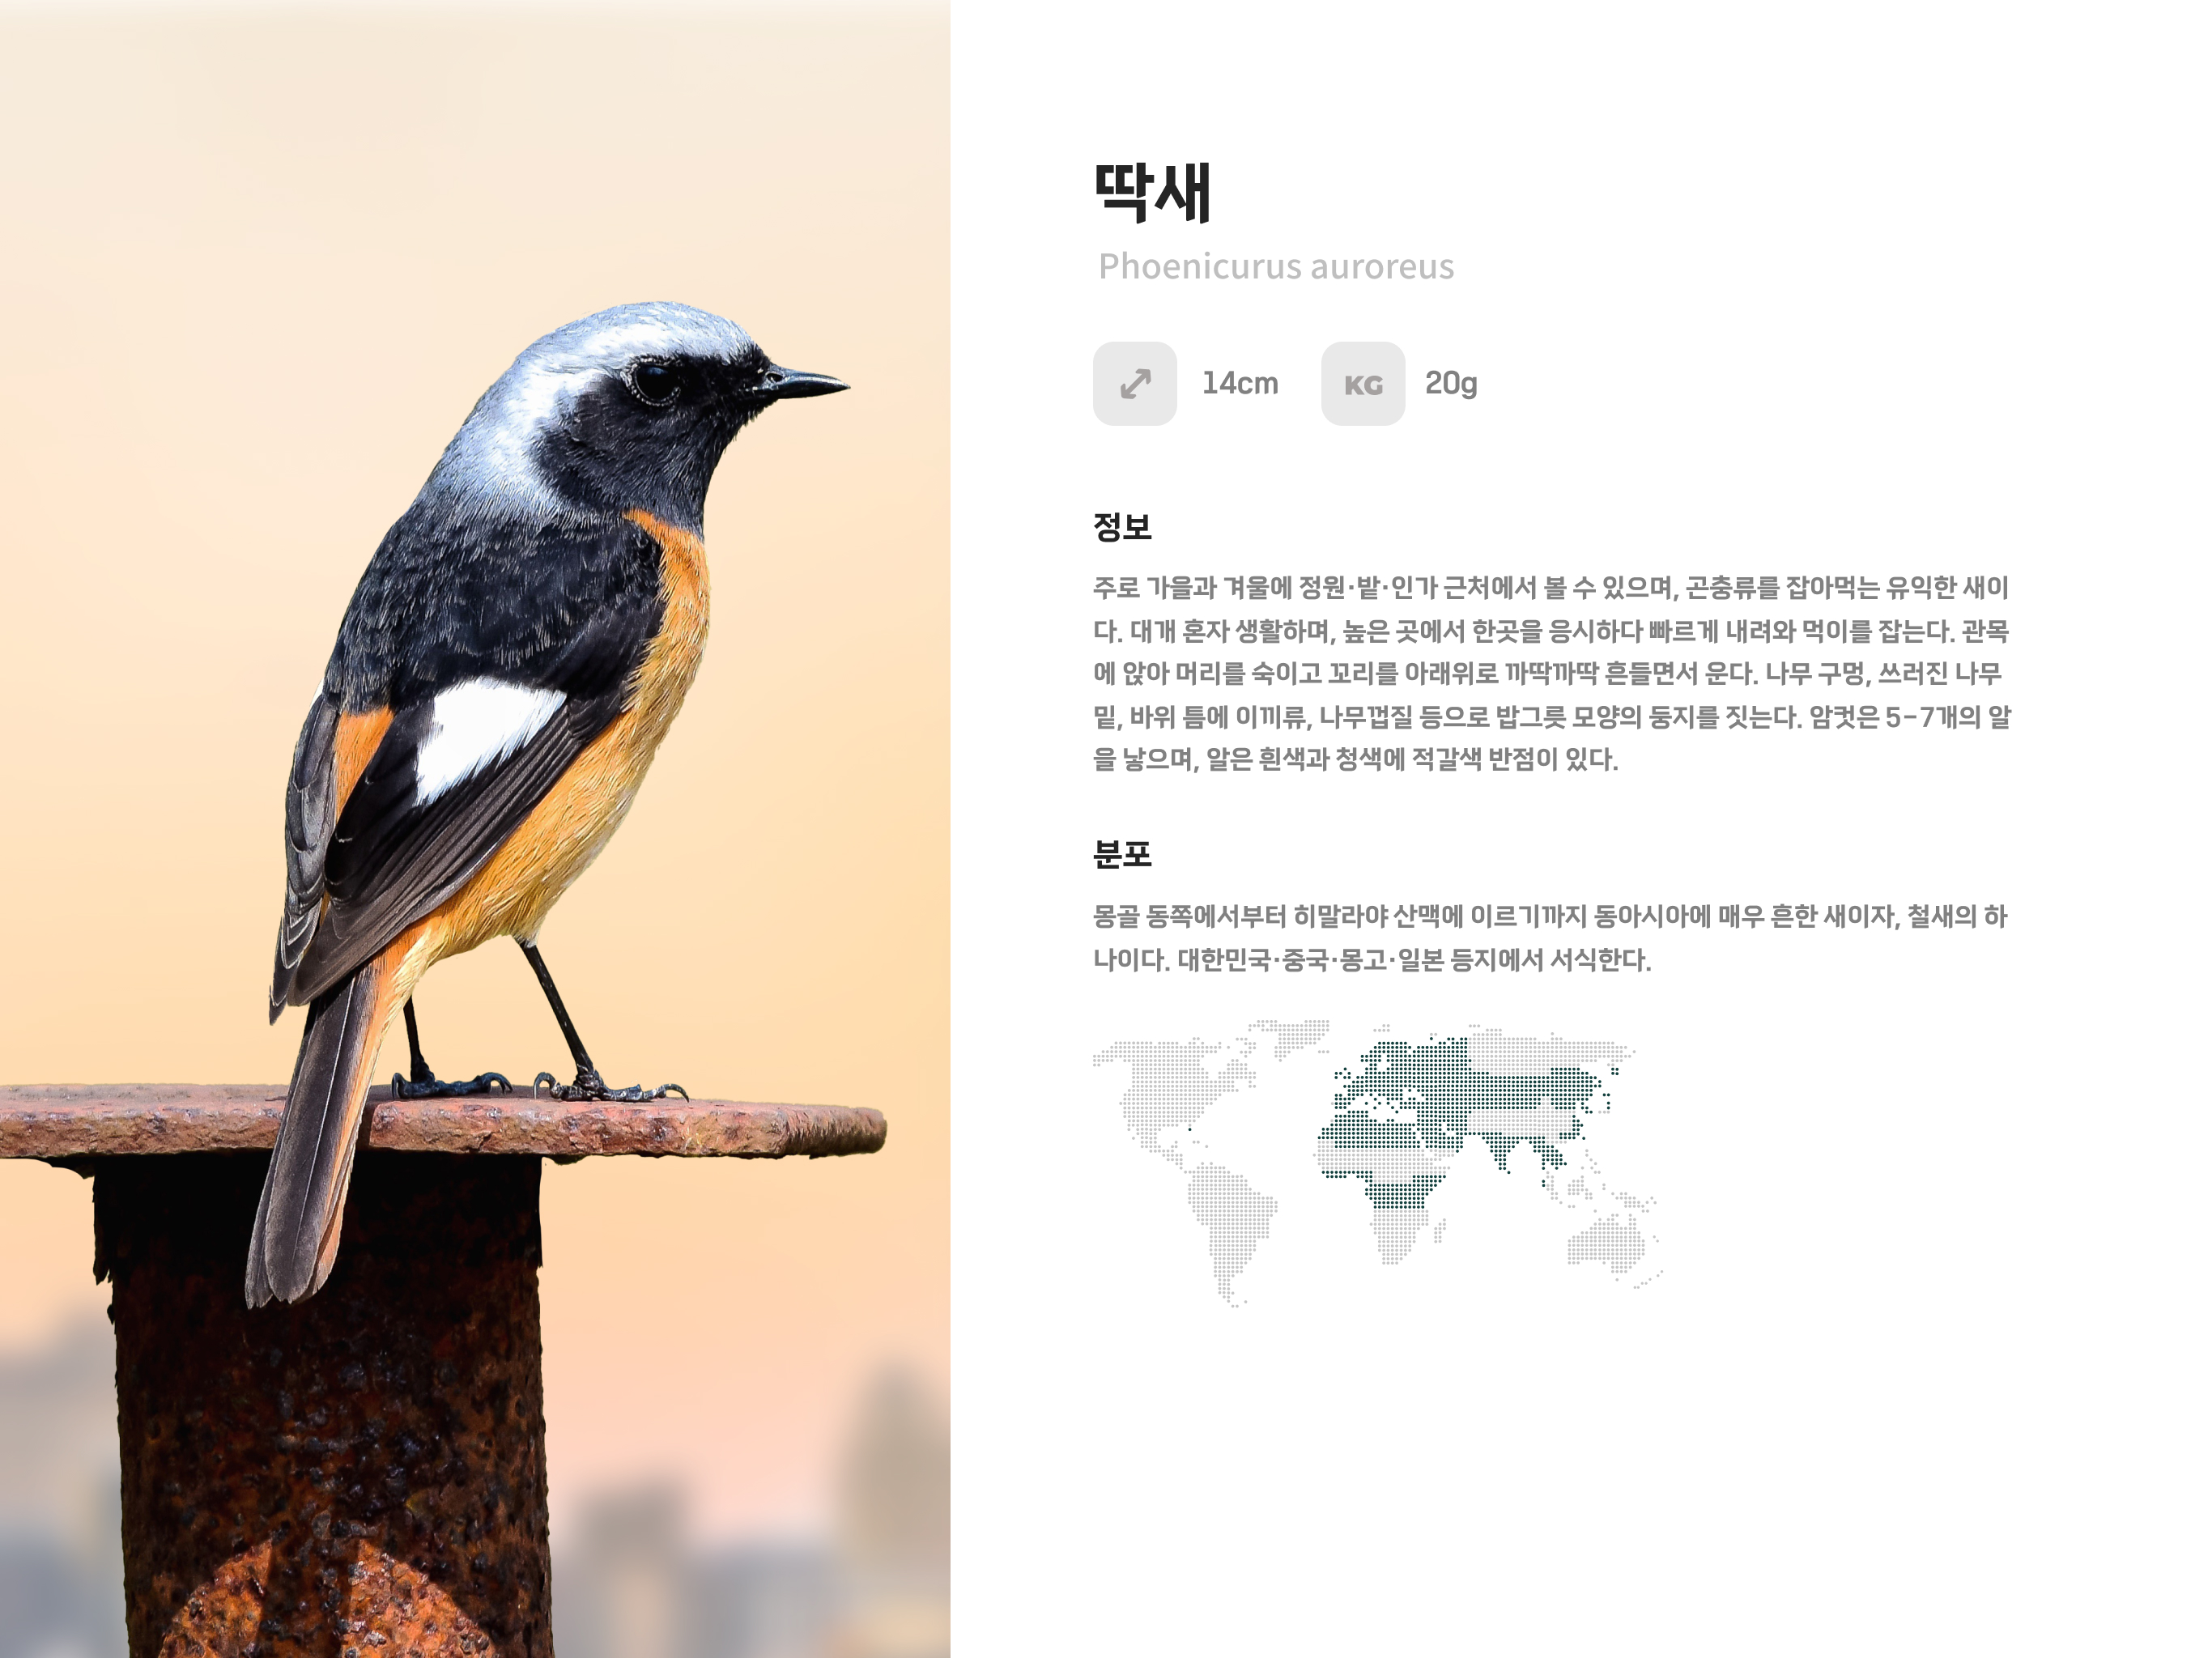 딱새
Phoenicurus auroreus
14cm
KG
20g
정보
주로 가을과 겨울에 정원·밭·인가 근처에서 볼 수 있으며, 곤충류를 잡아먹는 유익한 새이
다. 대개 혼자 생활하며, 높은 곳에서 한곳을 응시하다 빠르게 내려와 먹이를 잡는다. 관목
에 앉아 머리를 숙이고 꼬리를 아래위로 까딱까딱 흔들면서 운다. 나무 구멍, 쓰러진 나무
밑, 바위 틈에 이끼류, 나무껍질 등으로 밥그릇 모양의 둥지를 짓는다. 암컷은 5-7개의 알
을 낳으며, 알은 흰색과 청색에 적갈색 반점이 있다.
분포
몽골 동쪽에서부터 히말라야 산맥에 이르기까지 동아시아에 매우 흔한 새이자, 철새의 하
나이다. 대한민국·중국·몽고·일본 등지에서 서식한다.